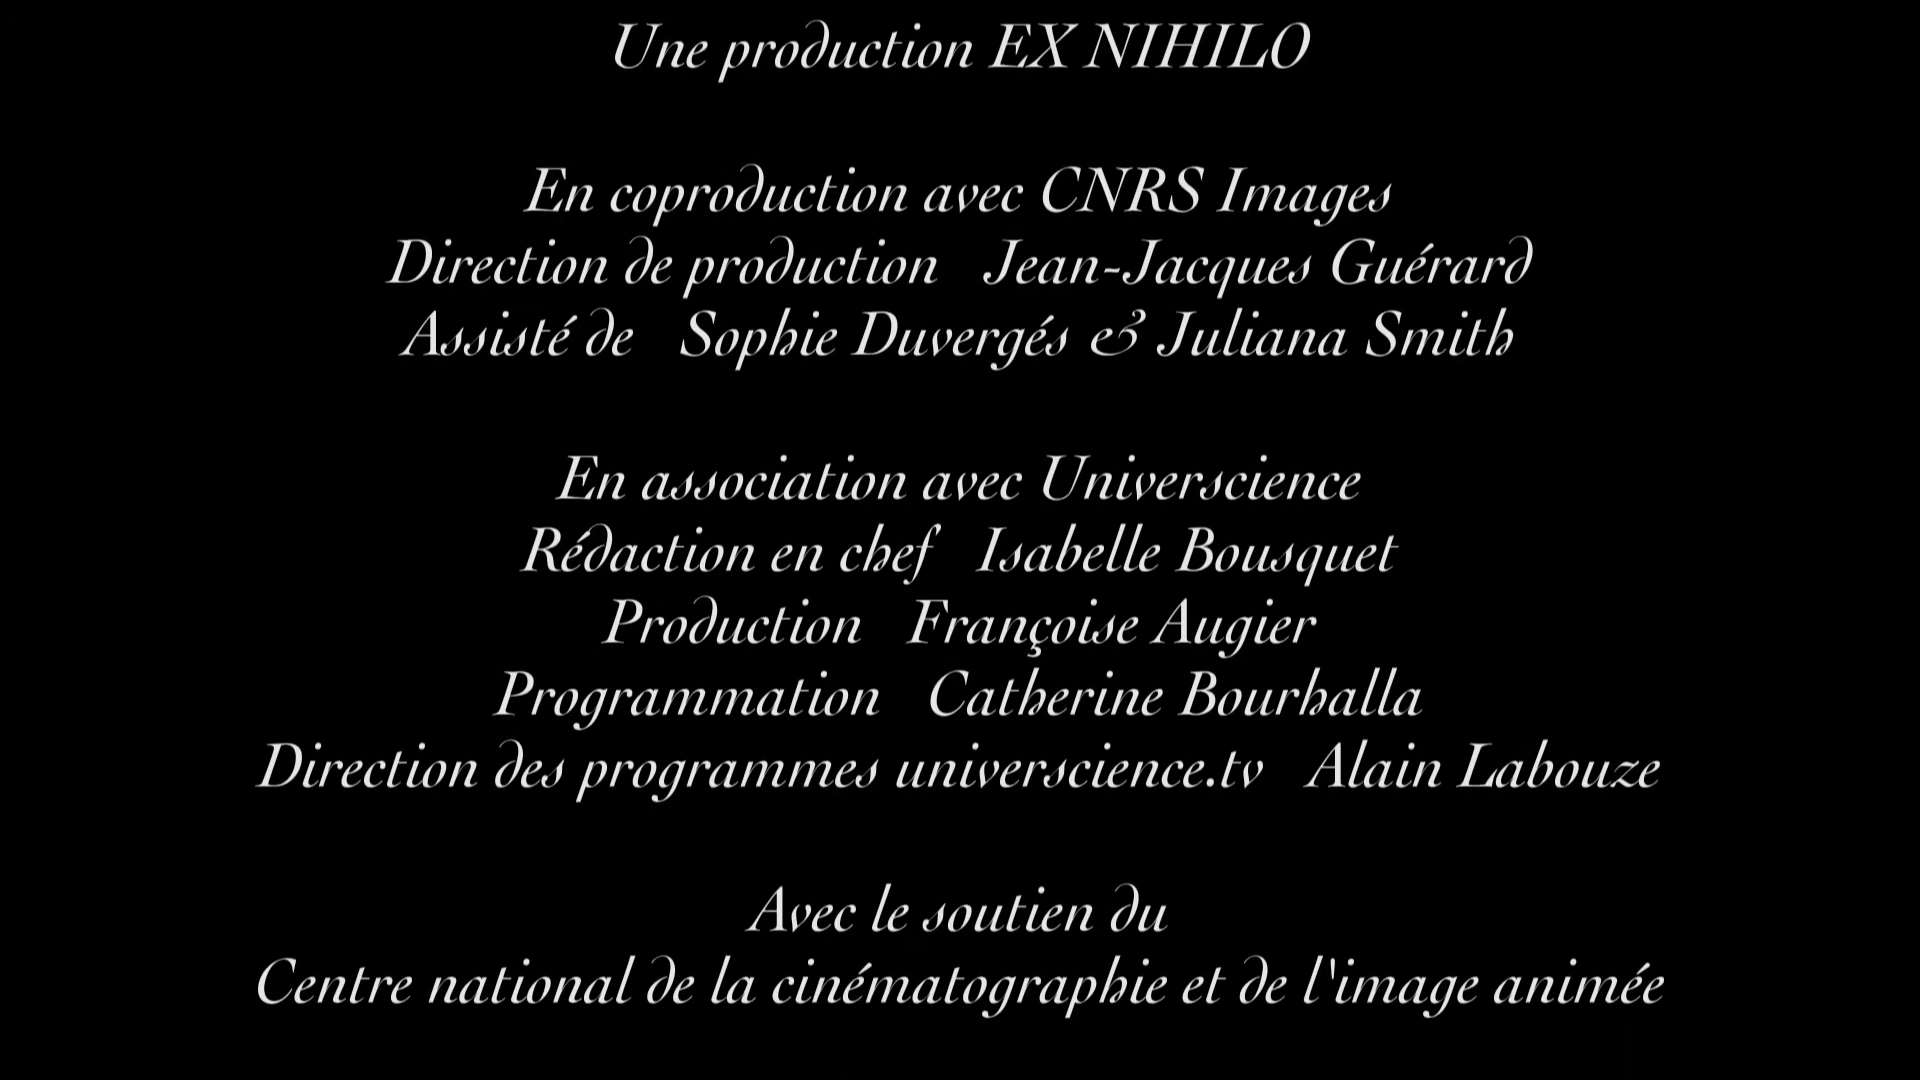 Une production EX NIHILO
En coproduction avec CNRS Images
Direction de production Jean-Jacques Guérard
Assisté de Sophie Duvergés & Juliana Smith
En association avec Universcience
Rédaction en chef Isabelle Bousquet
Production Françoise Augier
Programmation Catherine Bourhalla
Direction des programmes universcience.tv Alain Labouze
Avec le soutien du
Centre national de la cinématographie et de l'image animée